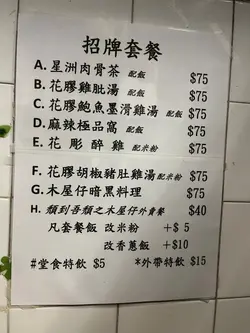 招牌套餐
A. 星洲肉骨茶 配飯 $75
B. 花膠雞䏶湯 配飯 $75
C. 花膠鮑魚墨滑雞湯 配飯 $75
D. 麻辣極品窩 配飯 $75
E. 花彫醉雞 配米粉 $75
F. 花膠胡椒豬肚雞湯 配米粉 $75
G. 木屋仔暗黑料理 $75
H. 類到吾類之木屋仔外賣餐 $40
凡套餐飯 改米粉 +$ 5
改香蔥飯 +$10
#堂食特飲 $5 *外帶特飲 $15